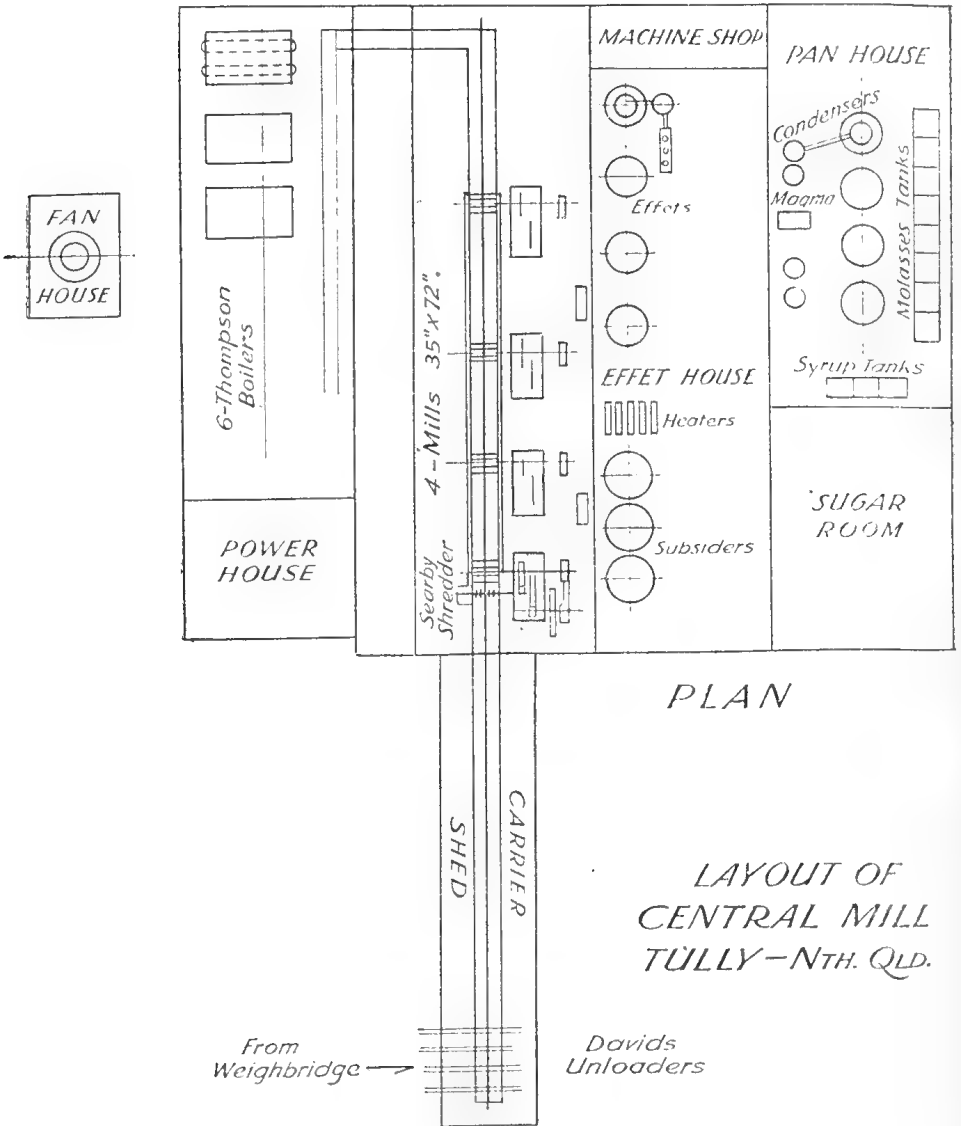 MACHINE SHOP
PAN HOUSE
Condensers
Magma
Molasses Tanks
Effets
FAN
HOUSE
6-Thompson
Boilers
4-Mills 35"x72".
EFFET HOUSE
Syrup Tanks
Heaters
SUGAR
ROOM
POWER
HOUSE
Searby
Shredder
Subsiders
PLAN
SHED
CARRIER
LAYOUT OF
CENTRAL MILL
TULLY-NTH. QLD.
From
Weighbridge
Davids
Unloaders